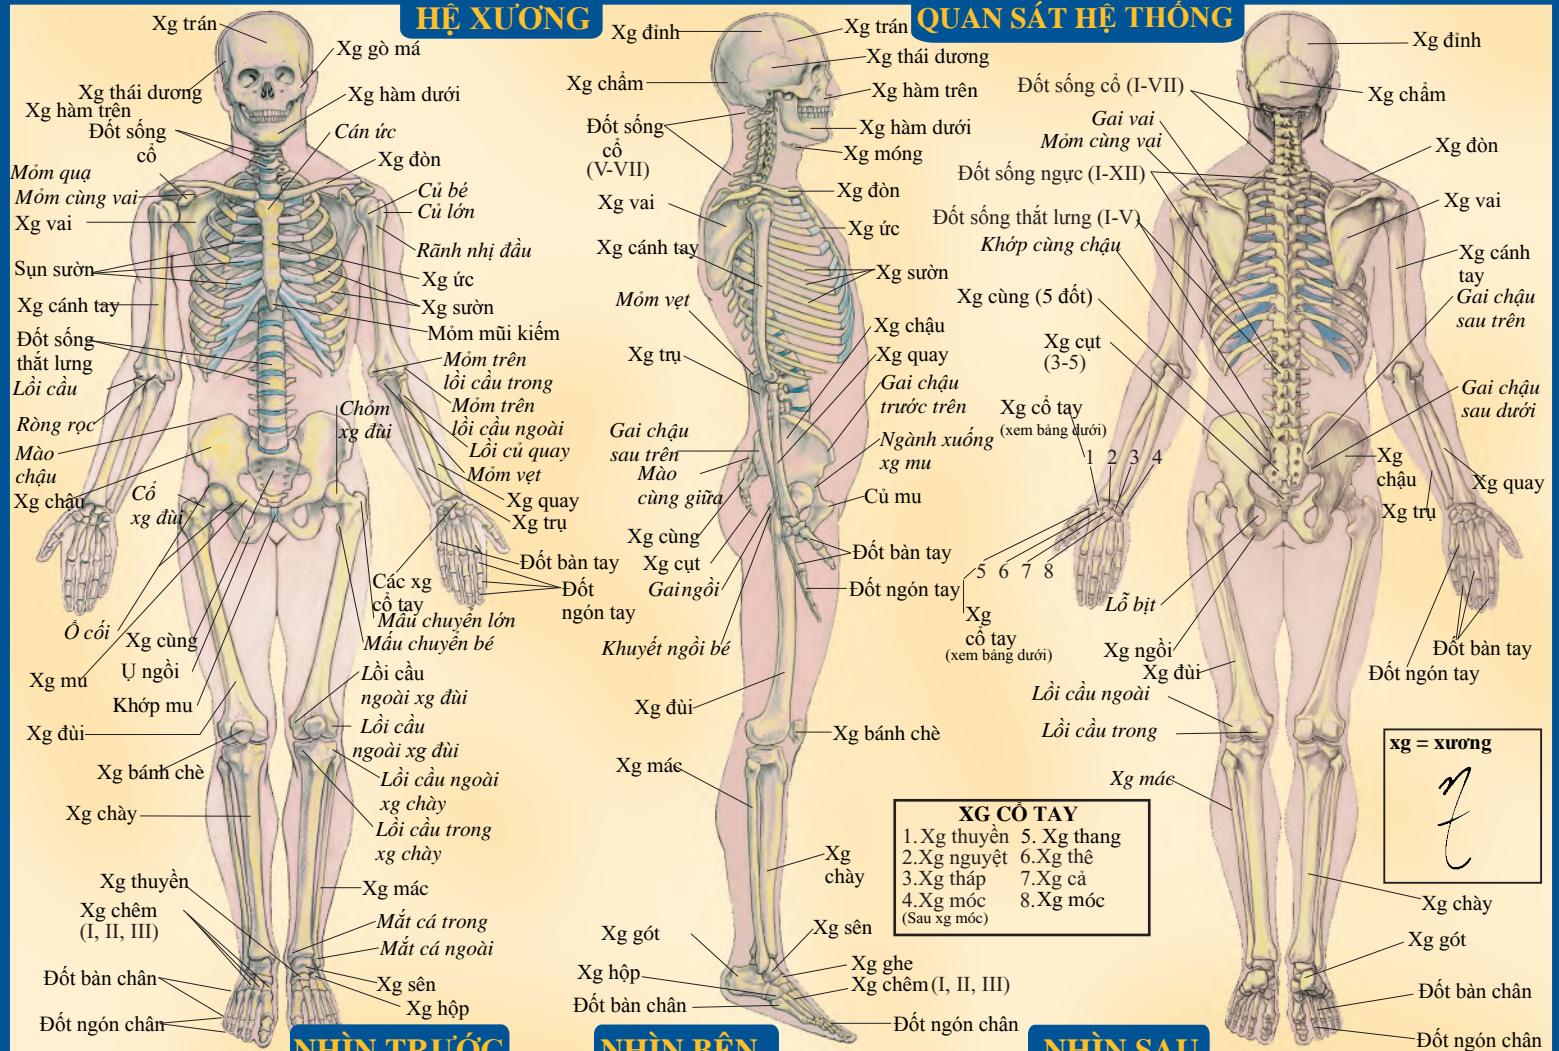 HỆ XƯƠNG
QUAN SÁT HỆ THỐNG
Xg trán
Xg gò má
Xg thái dương
Xg hàm trên
Xg hàm dưới
Đốt sống
cổ
Cán ức
Xg đòn
Mỏm quạ
Mỏm cùng vai
Củ bé
Củ lớn
Xg vai
Rãnh nhị đầu
Sụn sườn
Xg ức
Xg cánh tay
Xg sườn
Mỏm mũi kiếm
Đốt sống
thắt lưng
Lồi cầu
Mỏm trên
lồi cầu trong
Mỏm trên
lồi cầu ngoài
Chỏm
xg đùi
Ròng rọc
Lồi củ quay
Mào
chậu
Mỏm vẹt
Xg chậu
Cổ
xg đùi
Xg quay
Xg trụ
Đốt bàn tay
Các xg
cổ tay
Đốt
ngón tay
Mấu chuyển lớn
Mấu chuyển bé
Ổ cối
Xg cùng
Xg mu
Ụ ngồi
Khớp mu
Lồi cầu
ngoài xg đùi
Xg đùi
Lồi cầu
ngoài xg đùi
Xg bánh chè
Lồi cầu ngoài
xg chày
Xg chày
Lồi cầu trong
xg chày
Xg thuyền
Xg mác
Xg chêm
(I, II, III)
Mắt cá trong
Mắt cá ngoài
Đốt bàn chân
Xg sên
Xg hộp
Đốt ngón chân
NHÌN TRƯỚC
Xg đỉnh
Xg trán
Xg thái dương
Xg chẩm
Xg hàm trên
Đốt sống
cổ
(V-VII)
Xg hàm dưới
Xg móng
Xg đòn
Xg vai
Xg ức
Xg cánh tay
Xg sườn
Mỏm vẹt
Xg chậu
Xg trụ
Xg quay
Gai chậu
trước trên
Gai chậu
sau trên
Ngành xuống
xg mu
Mào
cùng giữa
Củ mu
Xg cùng
Xg cụt
Đốt bàn tay
Gai ngồi
Đốt ngón tay
Khuyết ngồi bé
Xg đùi
Xg bánh chè
Xg mác
Xg
chày
Xg gót
Xg sên
Xg hộp
Xg ghe
Xg chêm (I, II, III)
Đốt bàn chân
Đốt ngón chân
NHÌN BÊN
Xg đỉnh
Đốt sống cổ (I-VII)
Xg chẩm
Gai vai
Mỏm cùng vai
Xg đòn
Đốt sống ngực (I-XII)
Xg vai
Đốt sống thắt lưng (I-V)
Khớp cùng chậu
Xg cánh
tay
Xg cùng (5 đốt)
Gai chậu
sau trên
Xg cụt
(3-5)
Gai chậu
sau dưới
Xg cổ tay
(xem bảng dưới)
1 2 3 4
Xg
chậu
Xg quay
Xg trụ
5 6 7 8
Xg
cổ tay
(xem bảng dưới)
Lỗ bịt
Xg ngồi
Xg đùi
Đốt bàn tay
Đốt ngón tay
Lồi cầu ngoài
Lồi cầu trong
xg = xương
Xg mác
XG CỔ TAY
1. Xg thuyền 5. Xg thang
2. Xg nguyệt 6. Xg thê
3. Xg tháp 7. Xg cả
4. Xg móc 8. Xg móc
(Sau xg móc)
Xg chày
Xg gót
Đốt bàn chân
Đốt ngón chân
NHÌN SAU